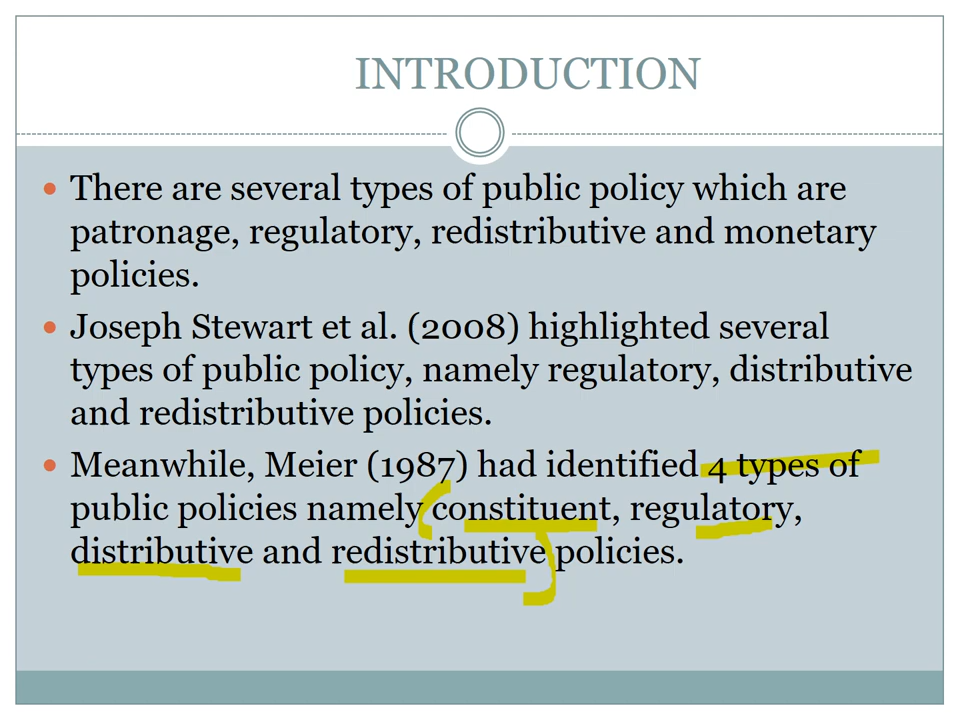 INTRODUCTION
• There are several types of public policy which are
patronage, regulatory, redistributive and monetary
policies.
• Joseph Stewart et al. (2008) highlighted several
types of public policy, namely regulatory, distributive
and redistributive policies.
• Meanwhile, Meier (1987) had identified 4 types of
public policies namely constituent, regulatory,
distributive and redistributive policies.